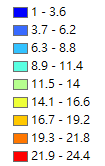 1 - 3.6
3.7 - 6.2
6.3 - 8.8
8.9 - 11.4
11.5 - 14
14.1 - 16.6
16.7 - 19.2
19.3 - 21.8
21.9 - 24.4